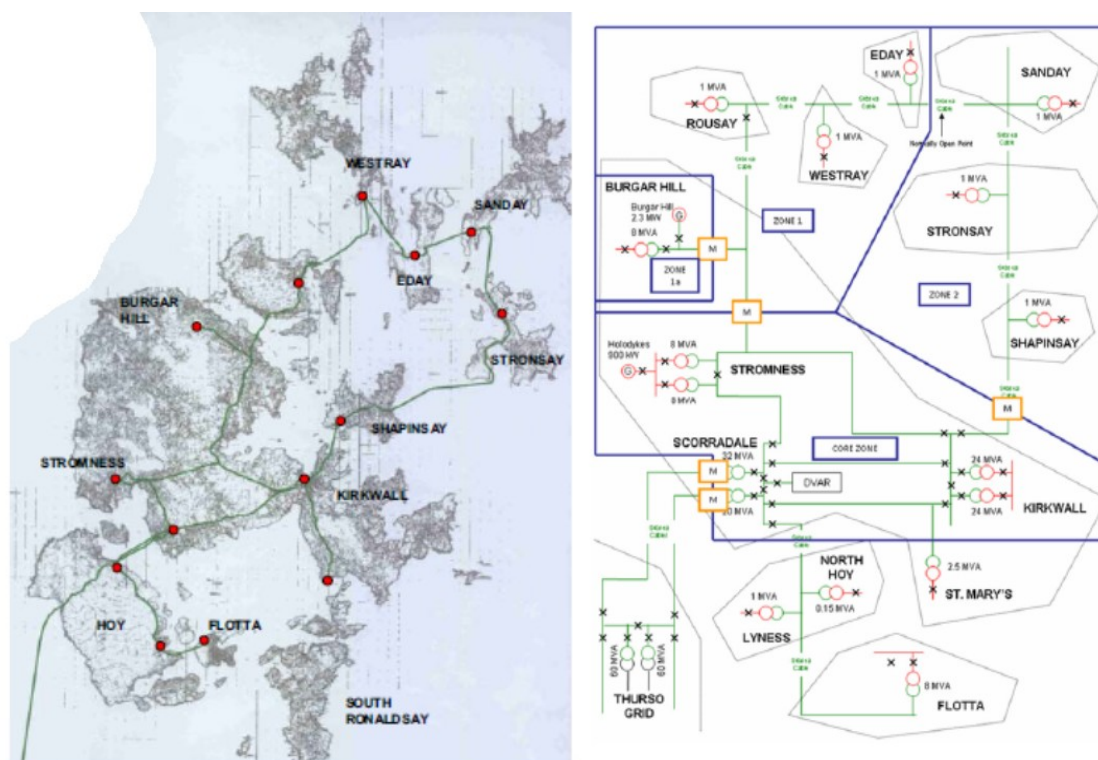 WESTRAY
SANDAY
EDAY
BURGAR
HILL
STRONSAY
SHAPINSAY
STROMNESS
KIRKWALL
HOY
FLOTTA
SOUTH
RONALDSAY
EDAY
1 MVA
SANDAY
1 MVA
1 MVA
ROUSAY
1 MVA
WESTRAY
Normally Open Point
BURGAR HILL
Burgar Hill
2.3 MW
G
8 MVA
M
ZONE
1a
ZONE 1
1 MVA
STRONSAY
ZONE 2
1 MVA
SHAPINSAY
M
M
Holodykes
900 kW
G
8 MVA
8 MVA
STROMNESS
SCORRADALE
CORE ZONE
M
M
DVAR
24 MVA
24 MVA
KIRKWALL
2.5 MVA
ST. MARY'S
NORTH
HOY
0.15 MVA
1 MVA
LYNESS
8 MVA
FLOTTA
60 MVA
60 MVA
THURSO
GRID